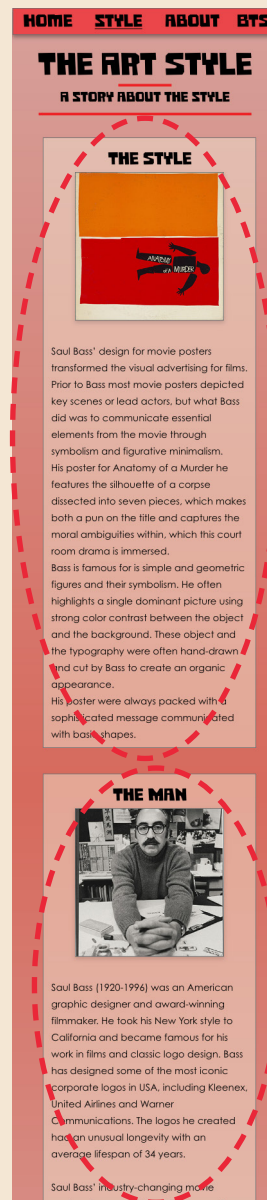 HOME STYLE ABOUT BTS
THE ART STYLE
A STORY ABOUT THE STYLE
THE STYLE
ANATOMY
OF A MURDER
Saul Bass' design for movie posters
transformed the visual advertising for films.
Prior to Bass most movie posters depicted
key scenes or lead actors, but what Bass
did was to communicate essential
elements from the movie through
symbolism and figurative minimalism.
His poster for Anatomy of a Murder he
features the silhouette of a corpse
dissected into seven pieces, which makes
both a pun on the title and captures the
moral ambiguities within, which this court
room drama is immersed.
Bass is famous for is simple and geometric
figures and their symbolism. He often
highlights a single dominant picture using
strong color contrast between the object
and the background. These object and
the typography were often hand-drawn
and cut by Bass to create an organic
appearance.
His poster were always packed with a
sophisticated message communicated
with basic shapes.
THE MAN
Saul Bass (1920-1996) was an American
graphic designer and award-winning
filmmaker. He took his New York style to
California and became famous for his
work in films and classic logo design. Bass
has designed some of the most iconic
corporate logos in USA, including Kleenex,
United Airlines and Warner
Communications. The logos he created
had an unusual longevity with an
average lifespan of 34 years.
Saul Bass' industry-changing movie